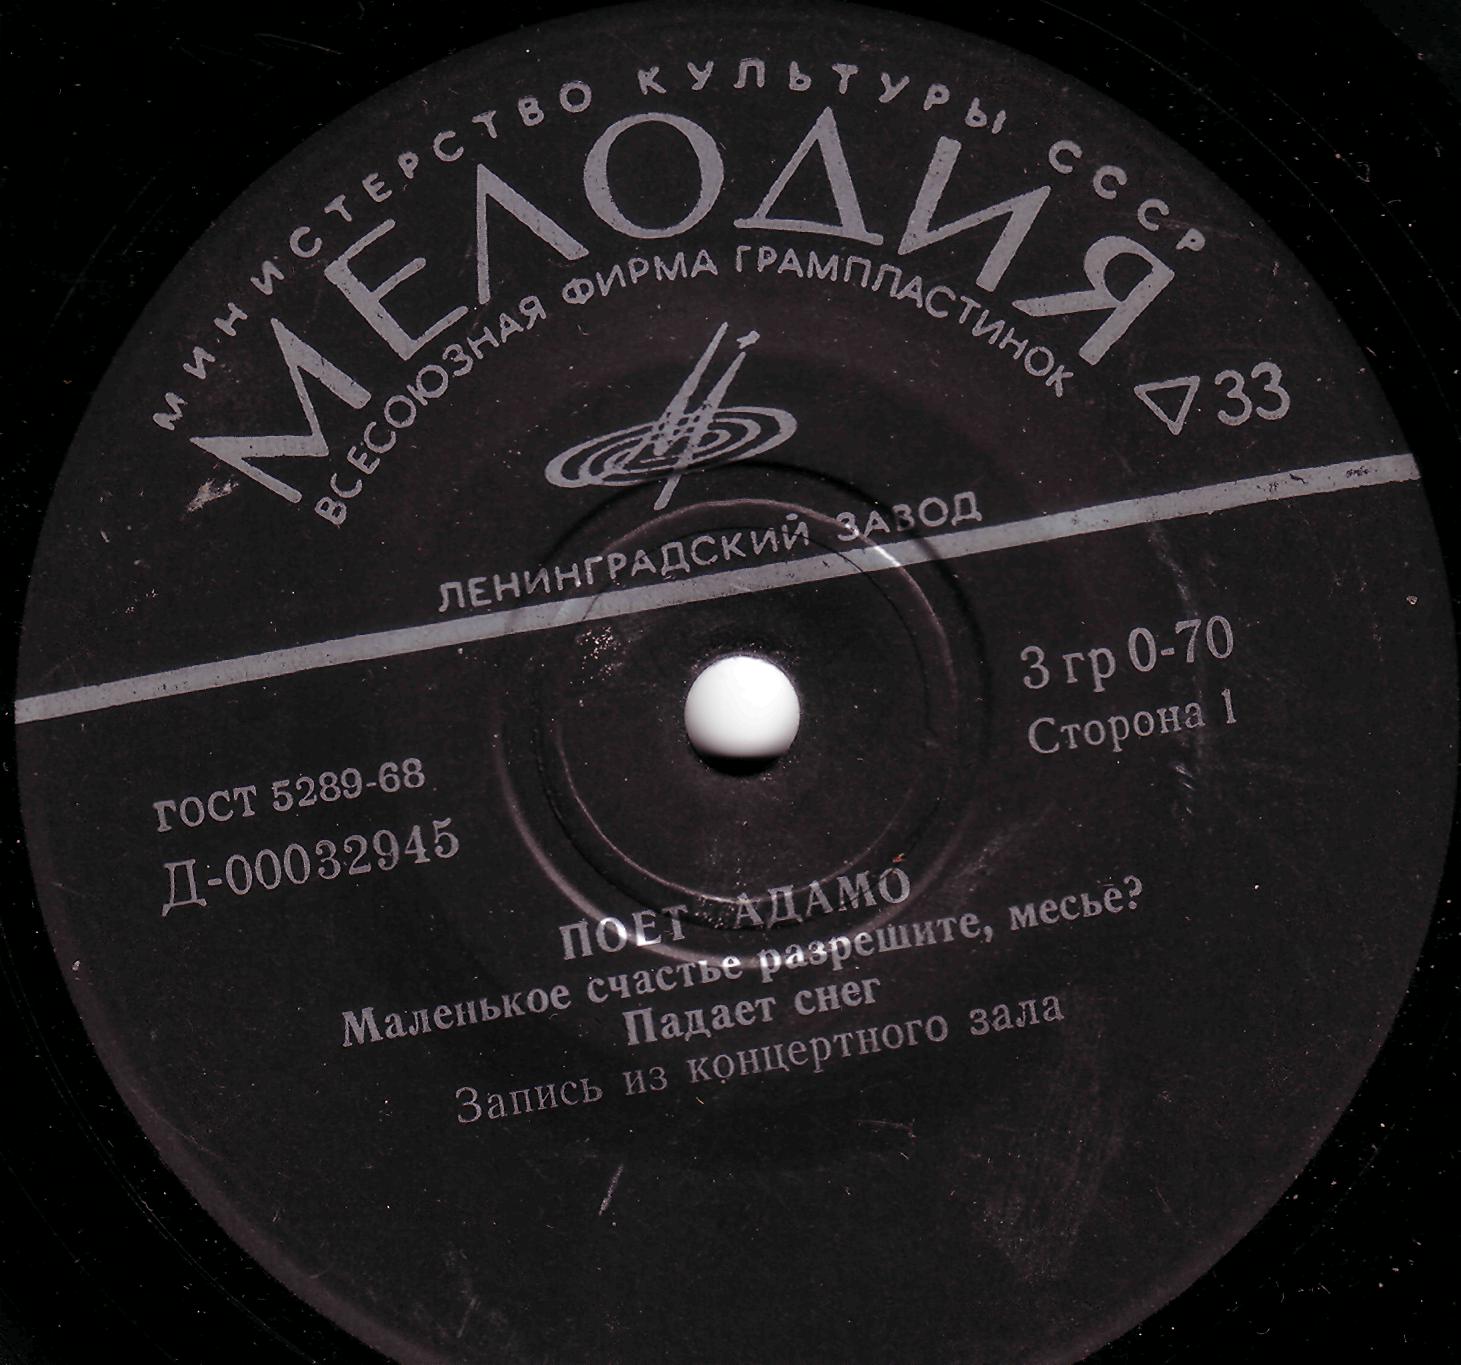 МИНИСТЕРСТВО КУЛЬТУРЫ СССР
МЕЛОДИЯ
ВСЕСОЮЗНАЯ ФИРМА ГРАМПЛАСТИНОК
▽33
ЛЕНИНГРАДСКИЙ ЗАВОД
3 гр 0-70
Сторона 1
ГОСТ 5289-68
Д-00032945
ПОЕТ АДАМО
Маленькое счастье разрешите, месье?
Падает снег
Запись из концертного зала